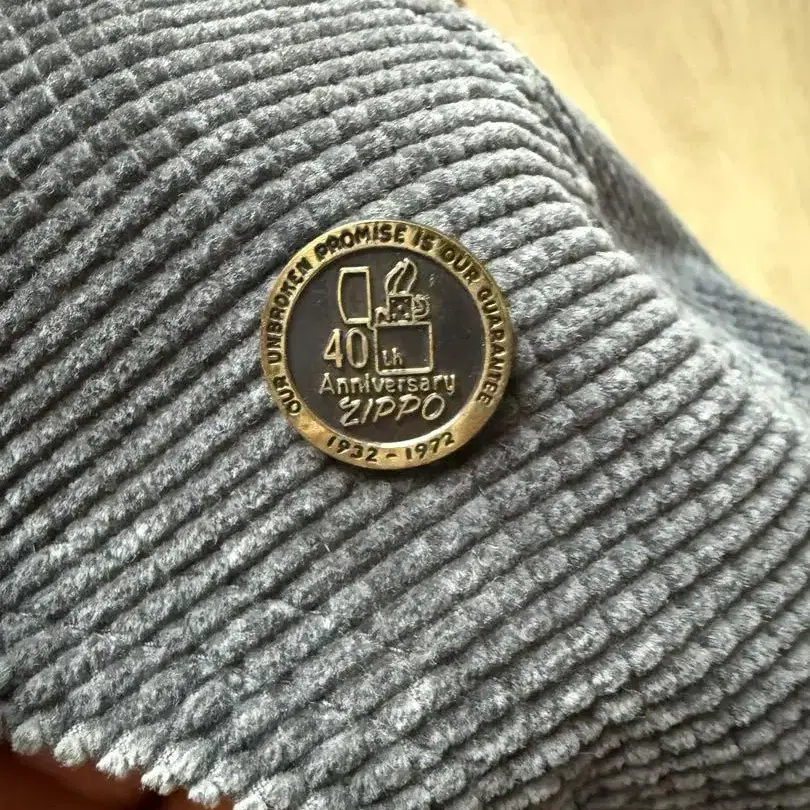 OUR UNBROKEN PROMISE IS OUR GUARANTEE
40th
Anniversary
ZIPPO
1932 - 1972